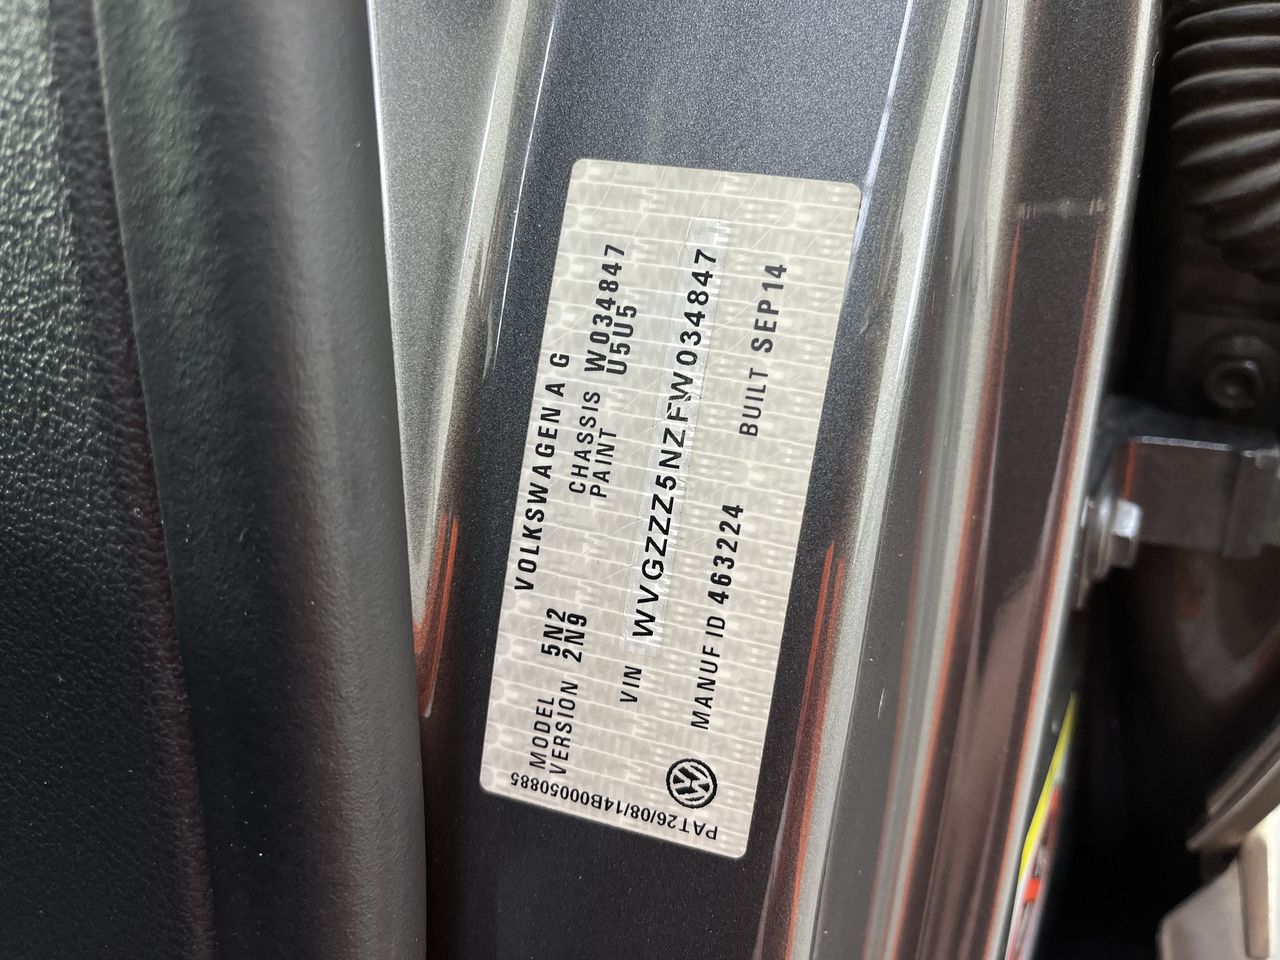 VOLKSWAGEN A G
MODEL 5N2 CHASSIS W034847
VERSION 2N9 PAINT U5U5
VIN WVGZZZ5NZFW034847
MANUF ID 463224 BUILT SEP14
PAT26/08/14B00050885